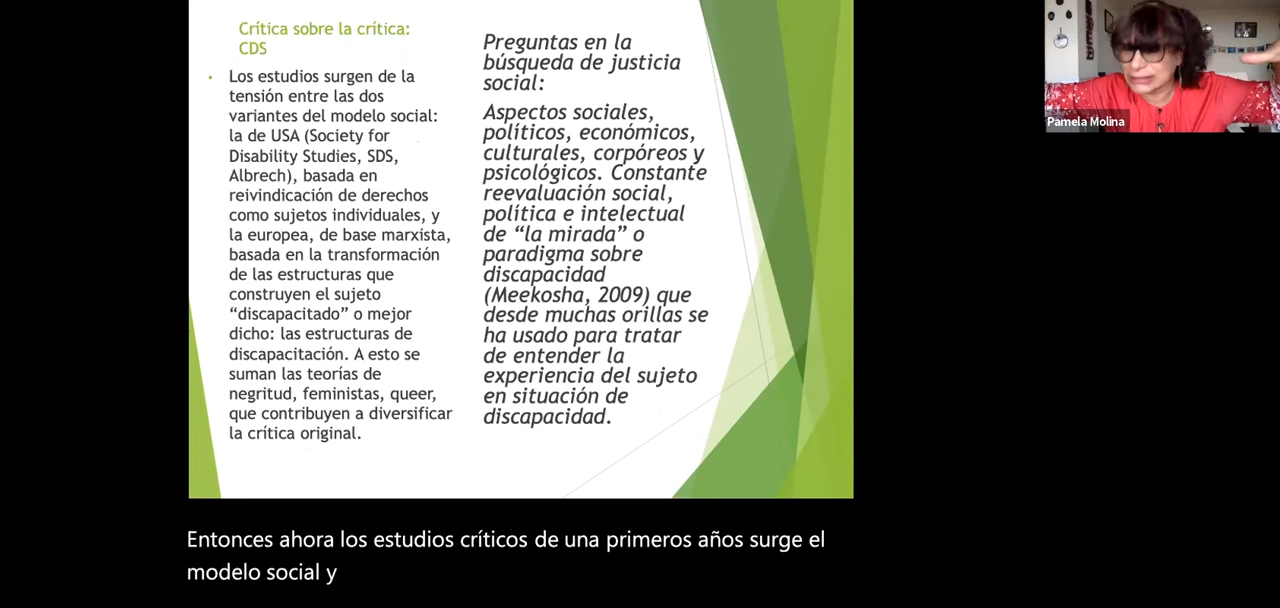 Crítica sobre la crítica:
CDS
• Los estudios surgen de la
tensión entre las dos
variantes del modelo social:
la de USA (Society for
Disability Studies, SDS,
Albrech), basada en
reivindicación de derechos
como sujetos individuales, y
la europea, de base marxista,
basada en la transformación
de las estructuras que
construyen el sujeto
“discapacitado” o mejor
dicho: las estructuras de
discapacitación. A esto se
suman las teorías de
negritud, feministas, queer,
que contribuyen a diversificar
la crítica original.
Preguntas en la
búsqueda de justicia
social:
Aspectos sociales,
políticos, económicos,
culturales, corpóreos y
psicológicos. Constante
reevaluación social,
política e intelectual
de “la mirada” o
paradigma sobre
discapacidad
(Meekosha, 2009) que
desde muchas orillas se
ha usado para tratar
de entender la
experiencia del sujeto
en situación de
discapacidad.
Pamela Molina
Entonces ahora los estudios críticos de una primeros años surge el
modelo social y